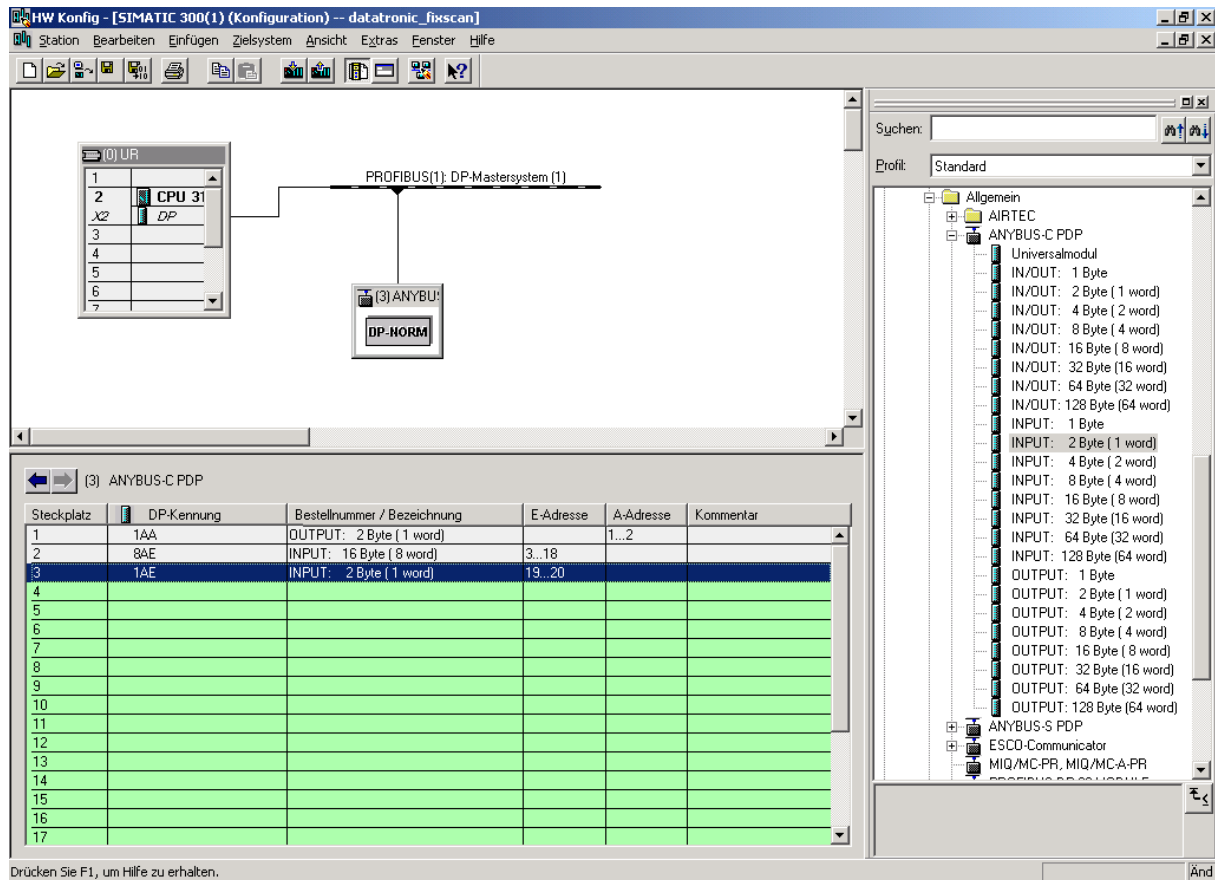 HW Konfig - [SIMATIC 300(1) (Konfiguration) -- datatronic_fixscan]
Station Bearbeiten Einfügen Zielsystem Ansicht Extras Fenster Hilfe
(0) UR
1
2 CPU 31
X2 DP
3
4
5
6
7
PROFIBUS(1): DP-Mastersystem (1)
(3) ANYBU
DP-NORM
(3) ANYBUS-C PDP
Steckplatz DP-Kennung Bestellnummer / Bezeichnung E-Adresse A-Adresse Kommentar
1 1AA OUTPUT: 2 Byte ( 1 word) 1...2
2 8AE INPUT: 16 Byte ( 8 word) 3...18
3 1AE INPUT: 2 Byte ( 1 word) 19...20
4
5
6
7
8
9
10
11
12
13
14
15
16
17
Suchen:
Profil: Standard
Allgemein
AIRTEC
ANYBUS-C PDP
Universalmodul
IN/OUT: 1 Byte
IN/OUT: 2 Byte ( 1 word)
IN/OUT: 4 Byte ( 2 word)
IN/OUT: 8 Byte ( 4 word)
IN/OUT: 16 Byte ( 8 word)
IN/OUT: 32 Byte (16 word)
IN/OUT: 64 Byte (32 word)
IN/OUT: 128 Byte (64 word)
INPUT: 1 Byte
INPUT: 2 Byte ( 1 word)
INPUT: 4 Byte ( 2 word)
INPUT: 8 Byte ( 4 word)
INPUT: 16 Byte ( 8 word)
INPUT: 32 Byte (16 word)
INPUT: 64 Byte (32 word)
INPUT: 128 Byte (64 word)
OUTPUT: 1 Byte
OUTPUT: 2 Byte ( 1 word)
OUTPUT: 4 Byte ( 2 word)
OUTPUT: 8 Byte ( 4 word)
OUTPUT: 16 Byte ( 8 word)
OUTPUT: 32 Byte (16 word)
OUTPUT: 64 Byte (32 word)
OUTPUT: 128 Byte (64 word)
ANYBUS-S PDP
ESCO-Communicator
MIQ/MC-PR, MIQ/MC-A-PR
Drücken Sie F1, um Hilfe zu erhalten.
Änd